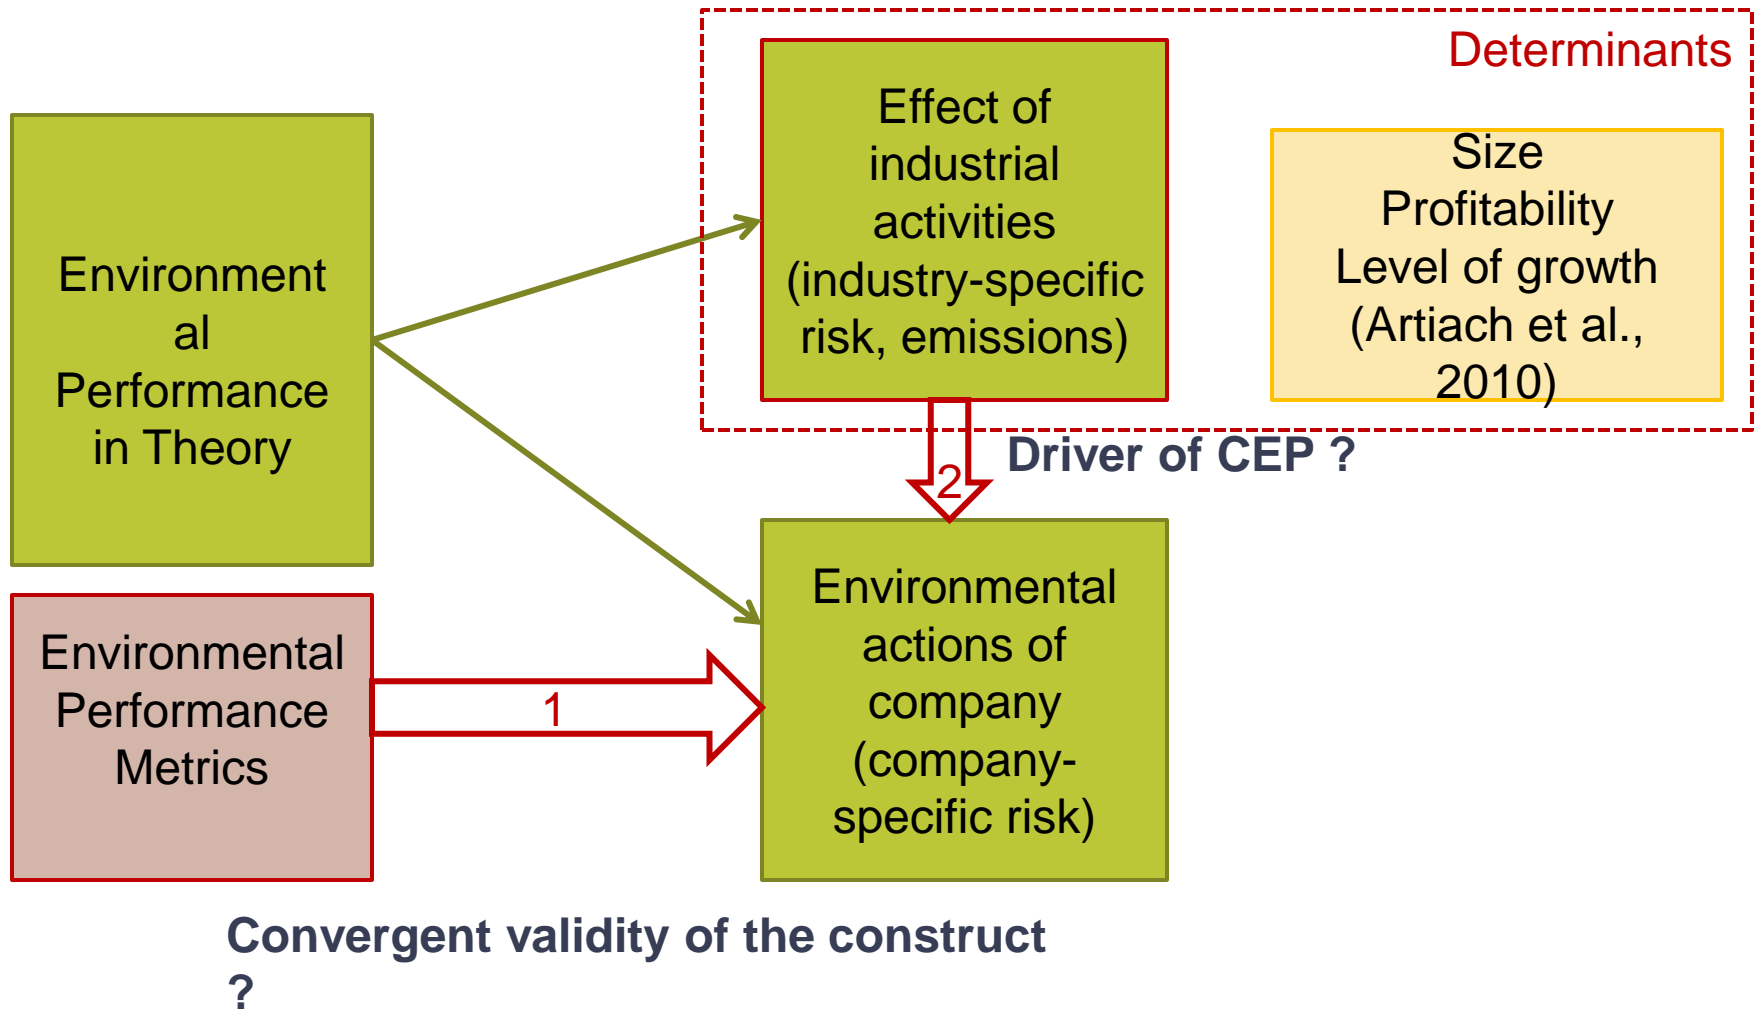 Determinants
Effect of
industrial
activities
(industry-specific
risk, emissions)
Size
Profitability
Level of growth
(Artiach et al.,
2010)
Environment
al
Performance
in Theory
Driver of CEP ?
2
Environmental
actions of
company
(company-
specific risk)
Environmental
Performance
Metrics
1
Convergent validity of the construct
?